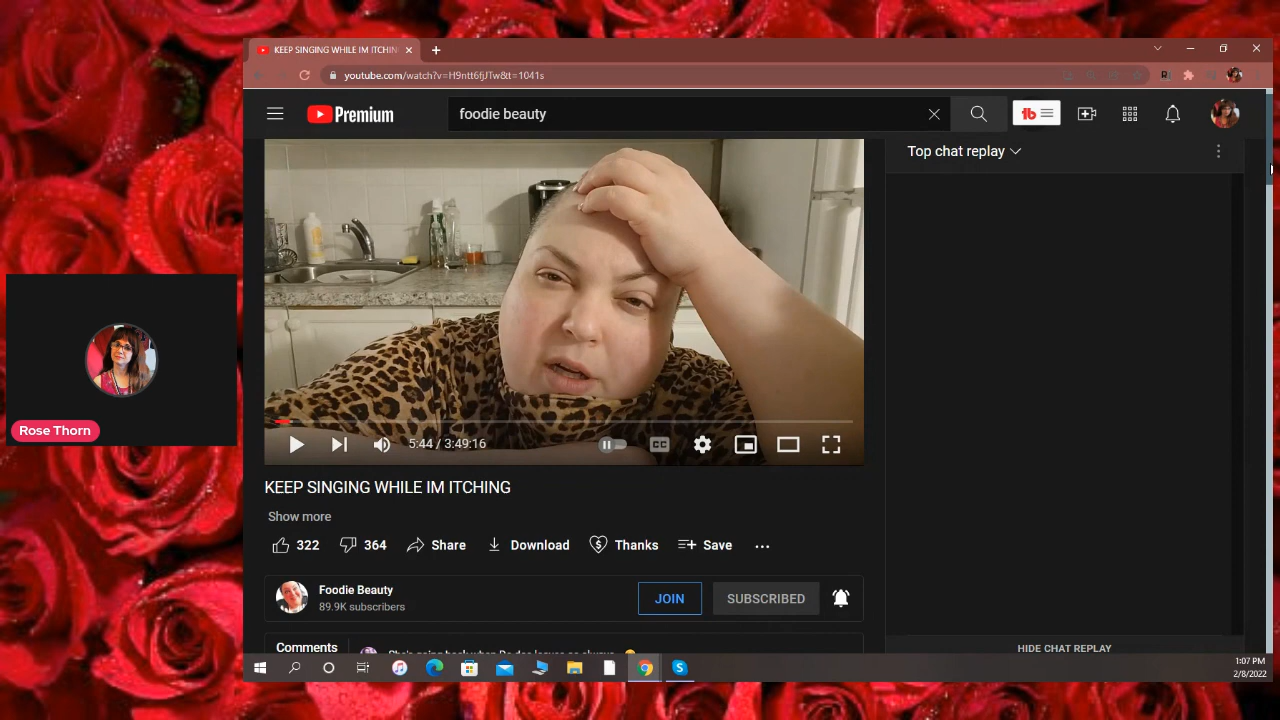 KEEP SINGING WHILE IM ITCHIN
youtube.com/watch?v=H9ntt6fjJTw&t=1041s
Premium
foodie beauty
Top chat replay
Rose Thorn
5:44 / 3:49:16
CC
KEEP SINGING WHILE IM ITCHING
Show more
322
364
Share
Download
Thanks
Save
Foodie Beauty
89.9K subscribers
JOIN
SUBSCRIBED
Comments
HIDE CHAT REPLAY
1:07 PM
2/8/2022